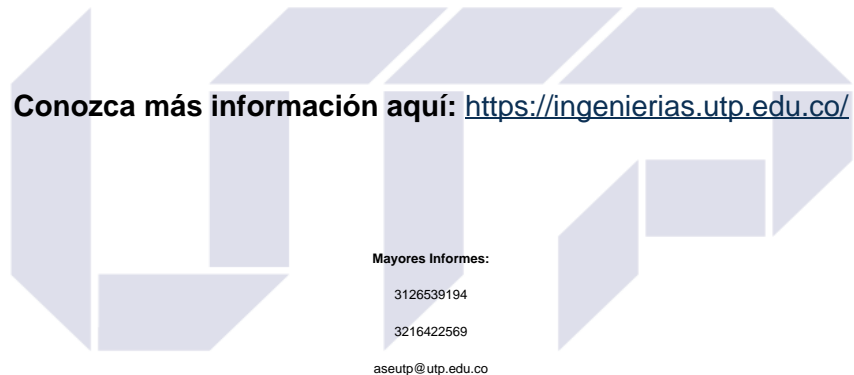 Conozca más información aquí: https://ingenierias.utp.edu.co/
Mayores Informes:
3126539194
3216422569
aseutp@utp.edu.co